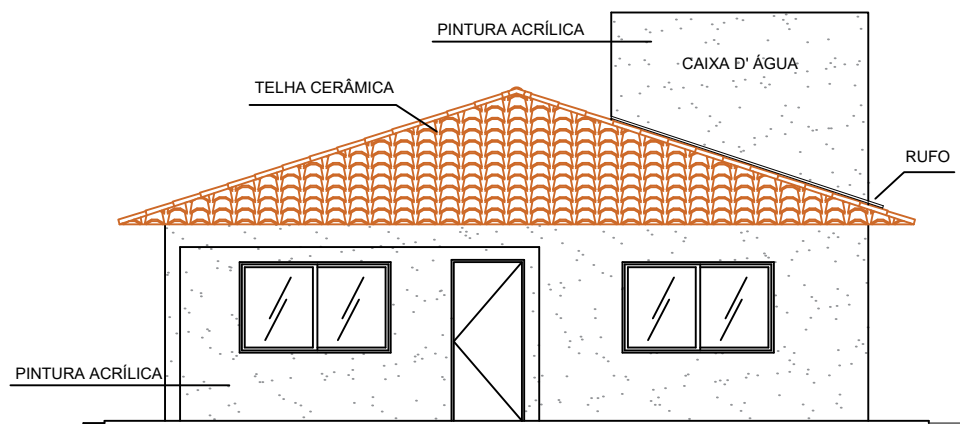 PINTURA ACRÍLICA
CAIXA D' ÁGUA
TELHA CERÂMICA
RUFO
PINTURA ACRÍLICA